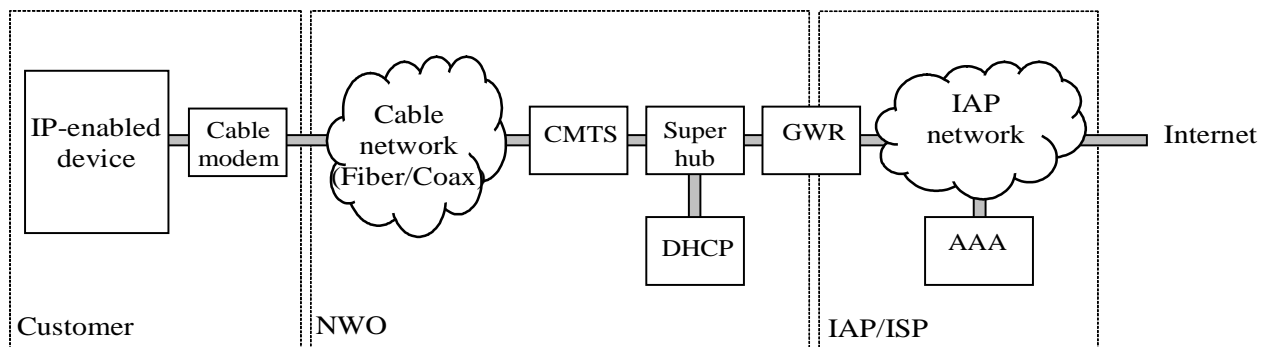 IP-enabled
device
Cable
modem
Cable
network
(Fiber/Coax)
CMTS
Super
hub
DHCP
GWR
IAP
network
AAA
Internet
Customer
NWO
IAP/ISP